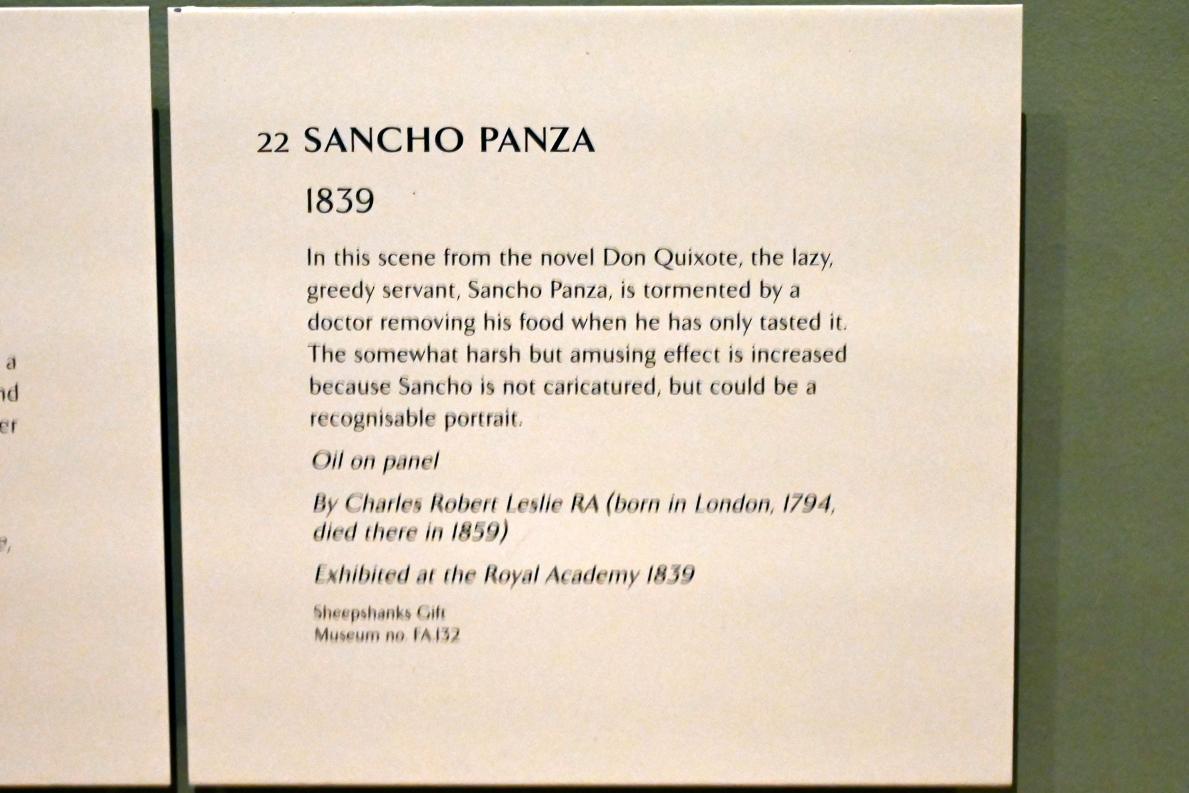 a
nd
er
e,
22 SANCHO PANZA
1839
In this scene from the novel Don Quixote, the lazy,
greedy servant, Sancho Panza, is tormented by a
doctor removing his food when he has only tasted it.
The somewhat harsh but amusing effect is increased
because Sancho is not caricatured, but could be a
recognisable portrait.
Oil on panel
By Charles Robert Leslie RA (born in London, 1794,
died there in 1859)
Exhibited at the Royal Academy 1839
Sheepshanks Gift
Museum no. FA.132